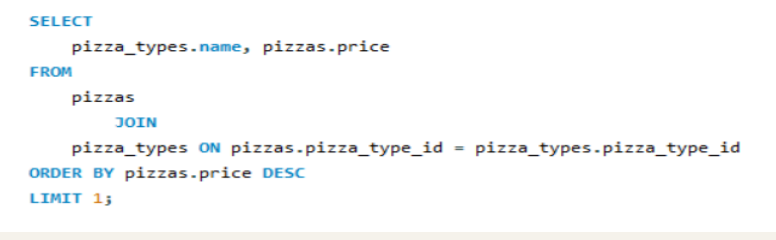 SELECT
pizza_types.name, pizzas.price
FROM
pizzas
JOIN
pizza_types ON pizzas.pizza_type_id = pizza_types.pizza_type_id
ORDER BY pizzas.price DESC
LIMIT 1;